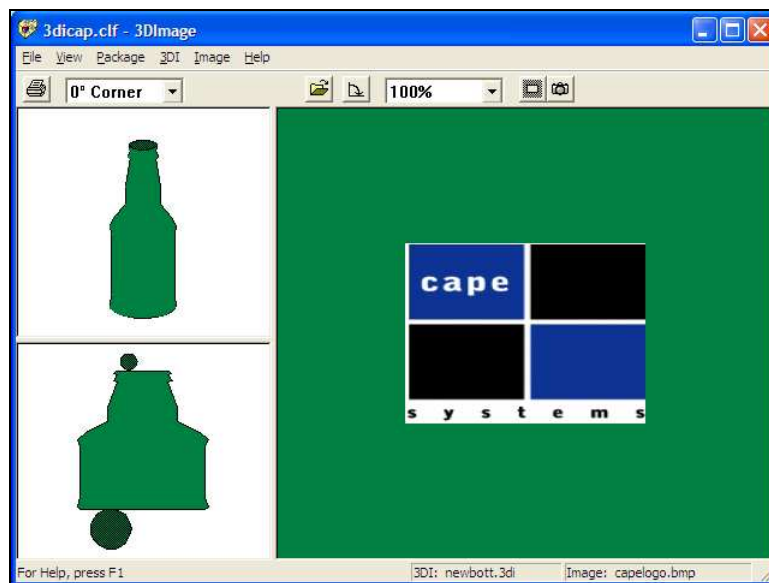 3dicap.clf - 3DImage
File View Package 3DI Image Help
0° Corner 100%
cape
systems
For Help, press F1 3DI: newbott.3di Image: capelogo.bmp